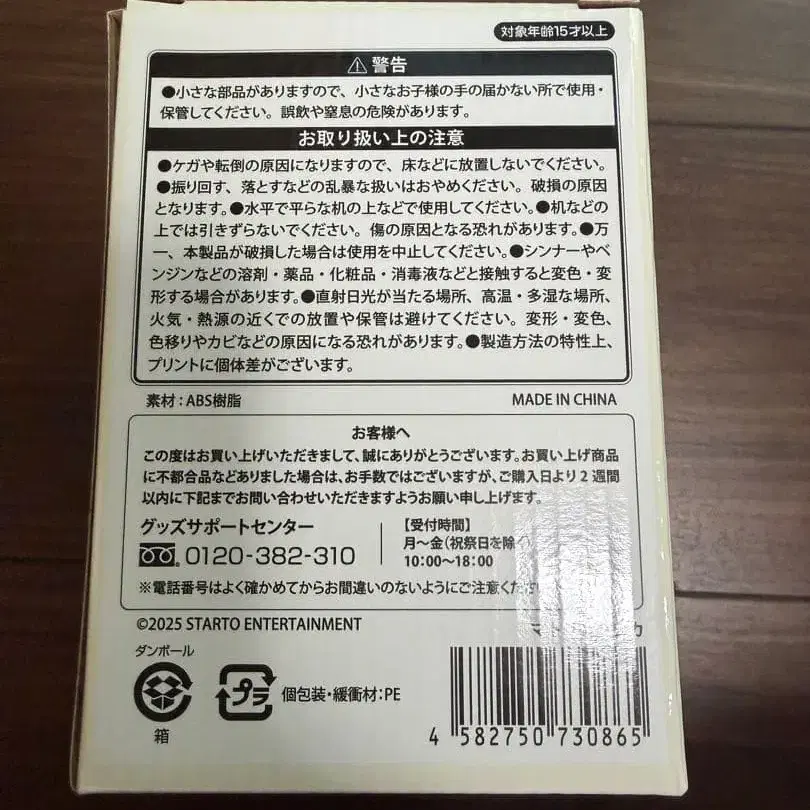 対象年齢15才以上
⚠警告
●小さな部品がありますので、小さなお子様の手の届かない所で使用・
保管してください。誤飲や窒息の危険があります。
お取り扱い上の注意
●ケガや転倒の原因になりますので、床などに放置しないでください。
●振り回す、落とすなどの乱暴な扱いはおやめください。破損の原因
となります。●水平で平らな机の上などで使用してください。●机などの
上では引きずらないでください。傷の原因となる恐れがあります。●万
一、本製品が破損した場合は使用を中止してください。●シンナーやベ
ンジンなどの溶剤・薬品・化粧品・消毒液などと接触すると変色・変
形する場合があります。●直射日光が当たる場所、高温・多湿な場所、
火気・熱源の近くでの放置や保管は避けてください。変形・変色、
色移りやカビなどの原因になる恐れがあります。●製造方法の特性上、
プリントに個体差がございます。
素材：ABS樹脂
MADE IN CHINA
お客様へ
この度はお買い上げいただきまして、誠にありがとうございます。お買い上げ商品
に不都合品などありました場合は、お手数ではございますが、ご購入日より2週間
以内に下記までお問い合わせいただきますようお願い申し上げます。
グッズサポートセンター
0120-382-310
【受付時間】
月〜金(祝祭日を除く)
10:00〜18:00
※電話番号はよく確かめてからお間違いのないようにご注意くださ
©2025 STARTO ENTERTAINMENT
ダンボール
箱
プラ
個包装・緩衝材：PE
4 582750 730865